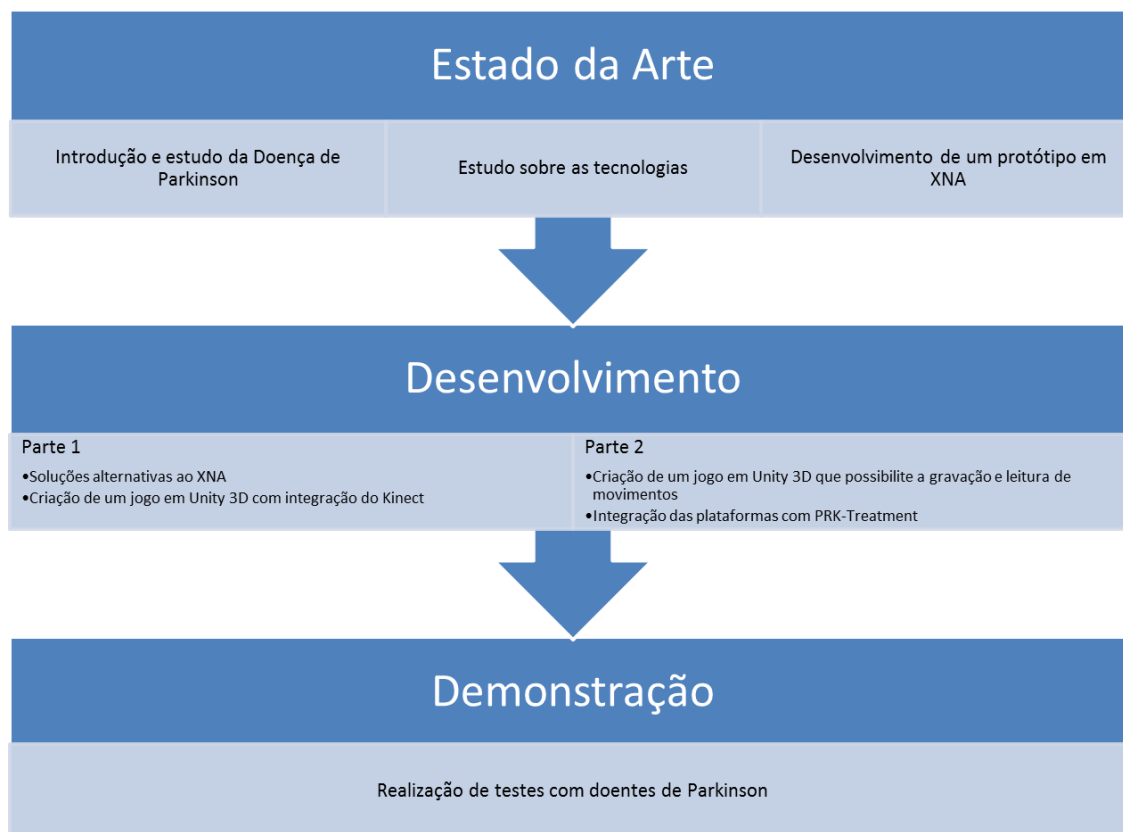 Estado da Arte
Introdução e estudo da Doença de
Parkinson
Estudo sobre as tecnologias
Desenvolvimento de um protótipo em
XNA
Desenvolvimento
Parte 1
•Soluções alternativas ao XNA
•Criação de um jogo em Unity 3D com integração do Kinect
Parte 2
•Criação de um jogo em Unity 3D que possibilite a gravação e leitura de
movimentos
•Integração das plataformas com PRK-Treatment
Demonstração
Realização de testes com doentes de Parkinson